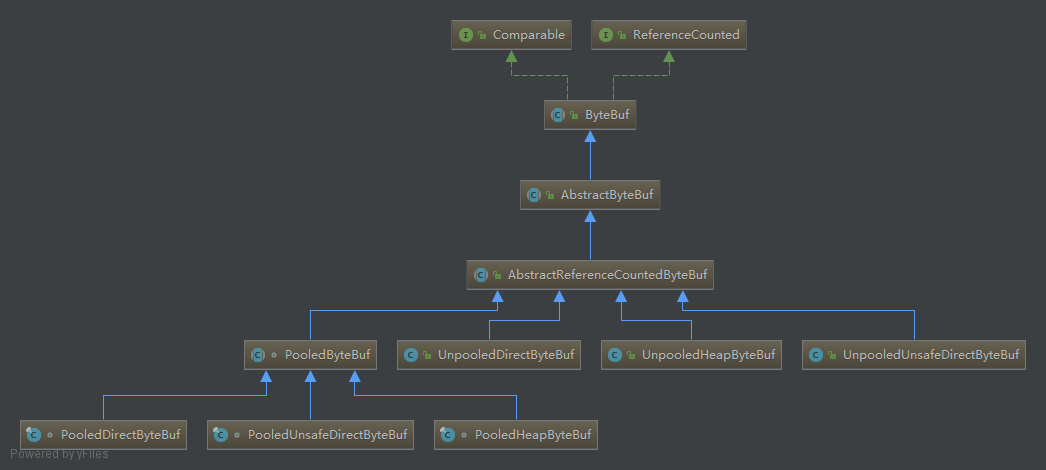 Comparable
ReferenceCounted
ByteBuf
AbstractByteBuf
AbstractReferenceCountedByteBuf
PooledByteBuf
UnpooledDirectByteBuf
UnpooledHeapByteBuf
UnpooledUnsafeDirectByteBuf
PooledDirectByteBuf
PooledUnsafeDirectByteBuf
PooledHeapByteBuf
Powered by yFiles